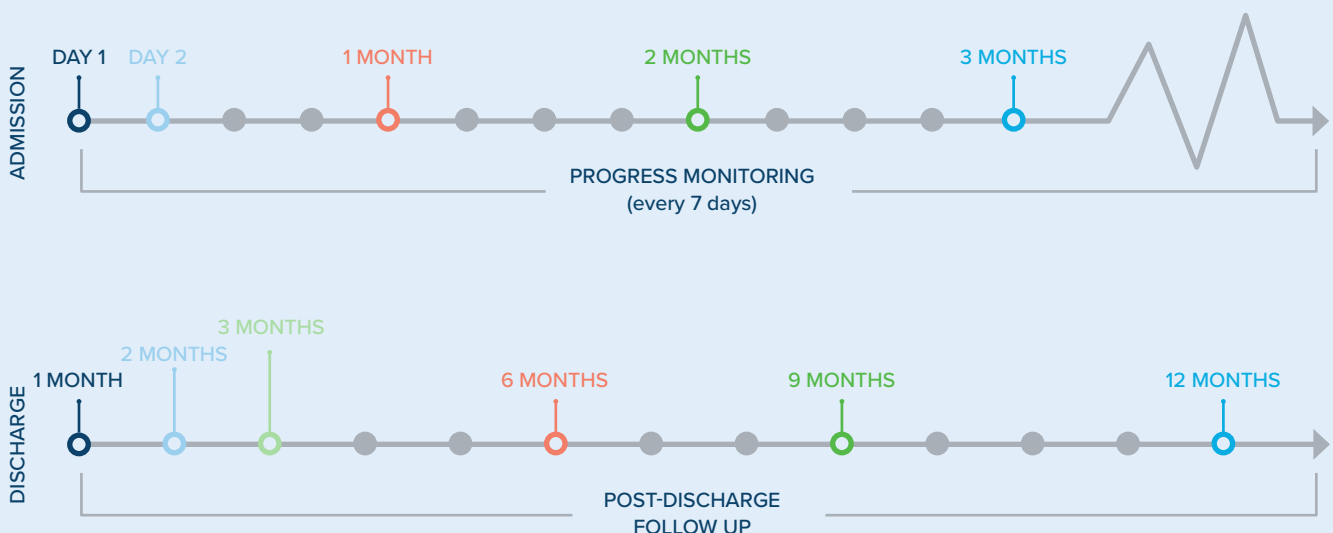 ADMISSION
DAY 1
DAY 2
1 MONTH
2 MONTHS
3 MONTHS
PROGRESS MONITORING
(every 7 days)
DISCHARGE
1 MONTH
2 MONTHS
3 MONTHS
6 MONTHS
9 MONTHS
12 MONTHS
POST-DISCHARGE
FOLLOW UP